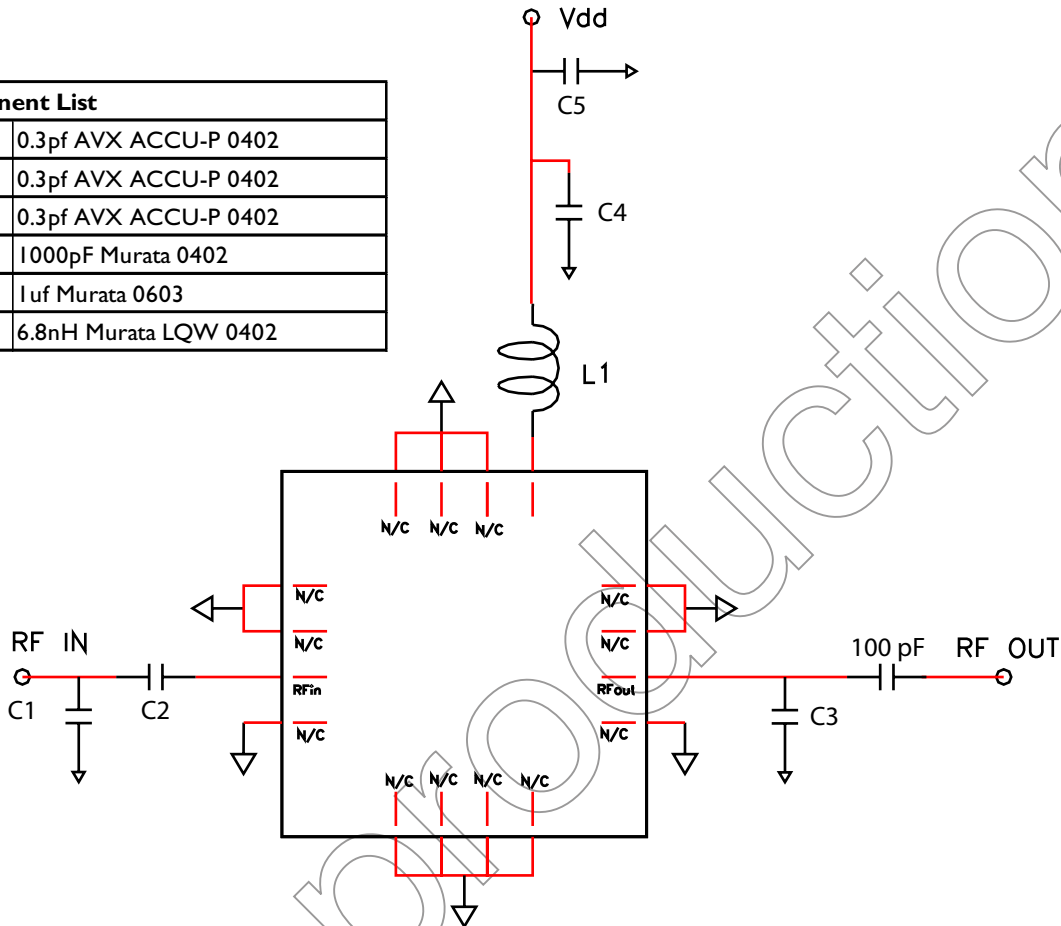 Vdd
C5
nent List
0.3pf AVX ACCU-P 0402
0.3pf AVX ACCU-P 0402
0.3pf AVX ACCU-P 0402
1000pF Murata 0402
1uf Murata 0603
6.8nH Murata LQW 0402
C4
L1
N/C N/C N/C
N/C N/C
N/C N/C
RF IN
100 pF RF OUT
RFin RFout
C1 C2 C3
N/C N/C
N/C N/C N/C N/C
production